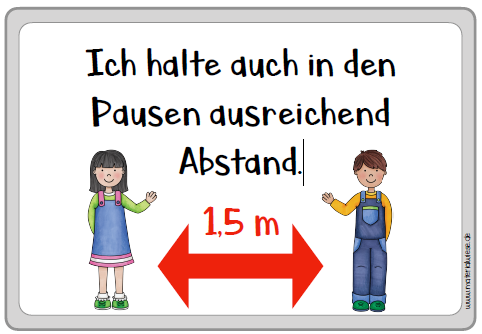 Ich halte auch in den
Pausen ausreichend
Abstand.
1,5 m
www.materialwiese.de